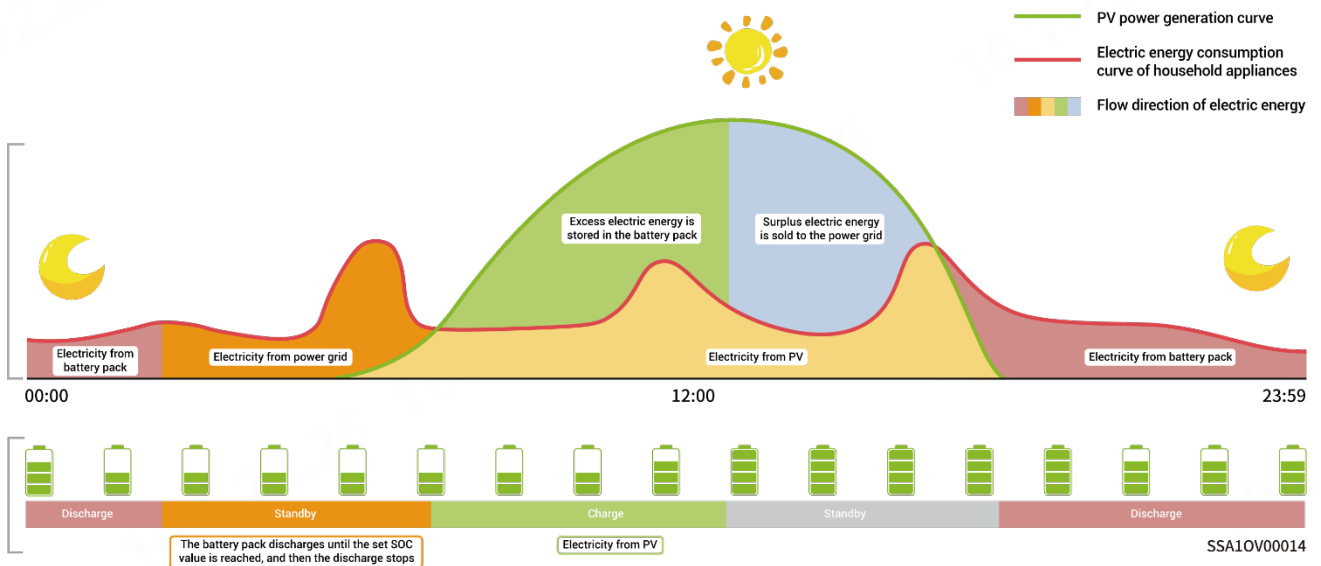 PV power generation curve
Electric energy consumption
curve of household appliances
Flow direction of electric energy
Excess electric energy is
stored in the battery pack
Surplus electric energy
is sold to the power grid
Electricity from
battery pack
Electricity from power grid
Electricity from PV
Electricity from battery pack
00:00
12:00
23:59
Discharge
Standby
Charge
Standby
Discharge
The battery pack discharges until the set SOC
value is reached, and then the discharge stops
Electricity from PV
SSA1OV00014